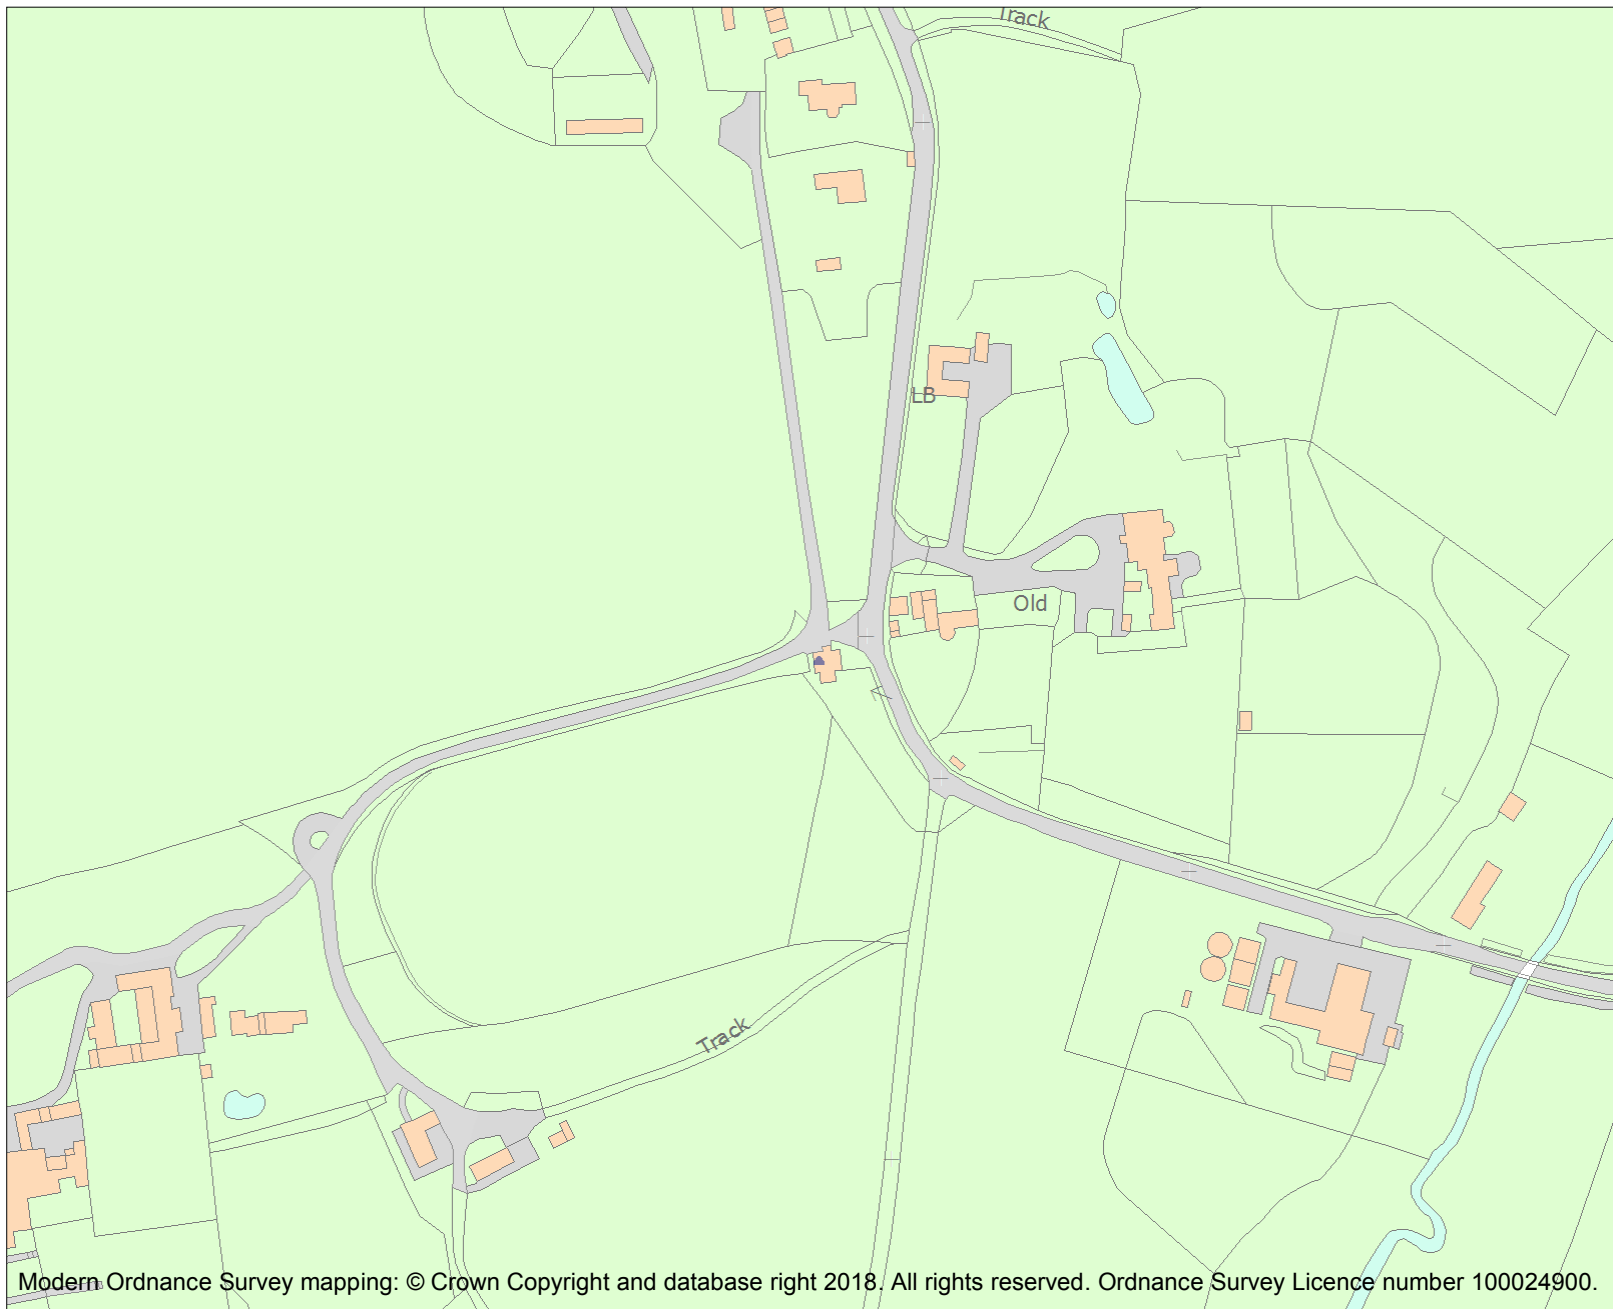 Track
LB
Old
Track
Modern Ordnance Survey mapping: © Crown Copyright and database right 2018. All rights reserved. Ordnance Survey Licence number 100024900.